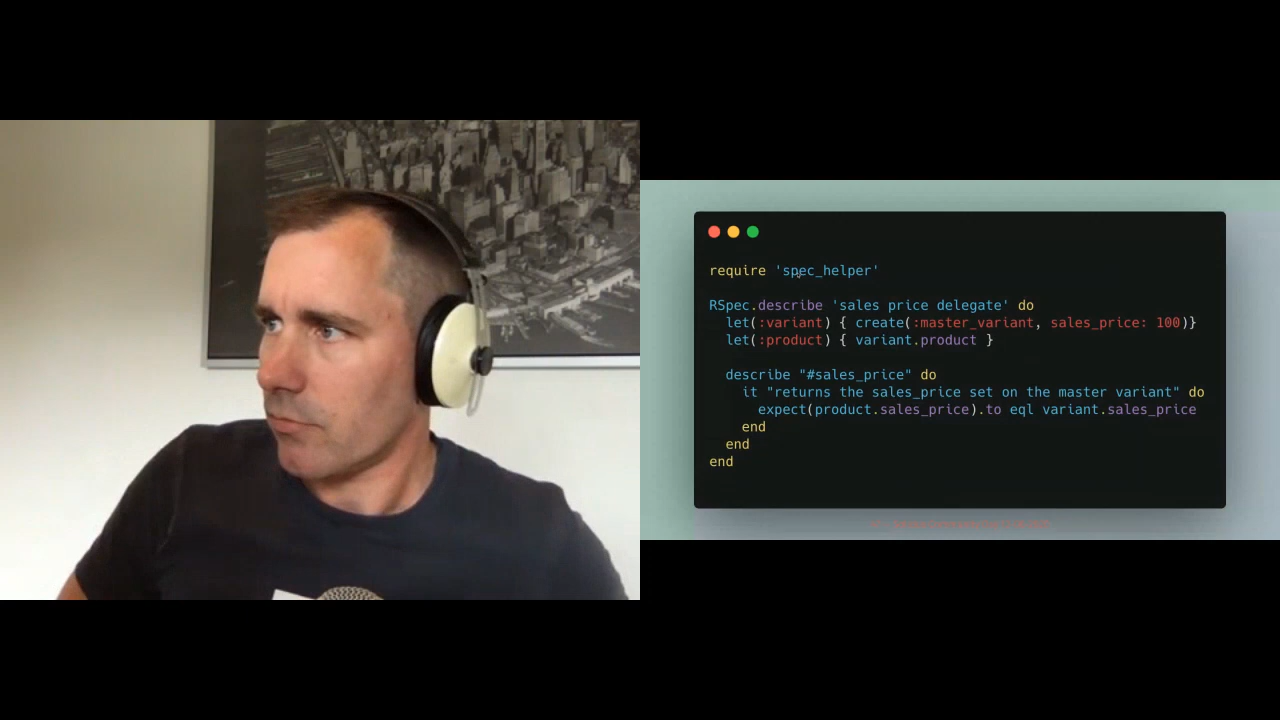 require 'spec_helper'
RSpec.describe 'sales price delegate' do
let(:variant) { create(:master_variant, sales_price: 100)}
let(:product) { variant.product }
describe "#sales_price" do
it "returns the sales_price set on the master variant" do
expect(product.sales_price).to eql variant.sales_price
end
end
end